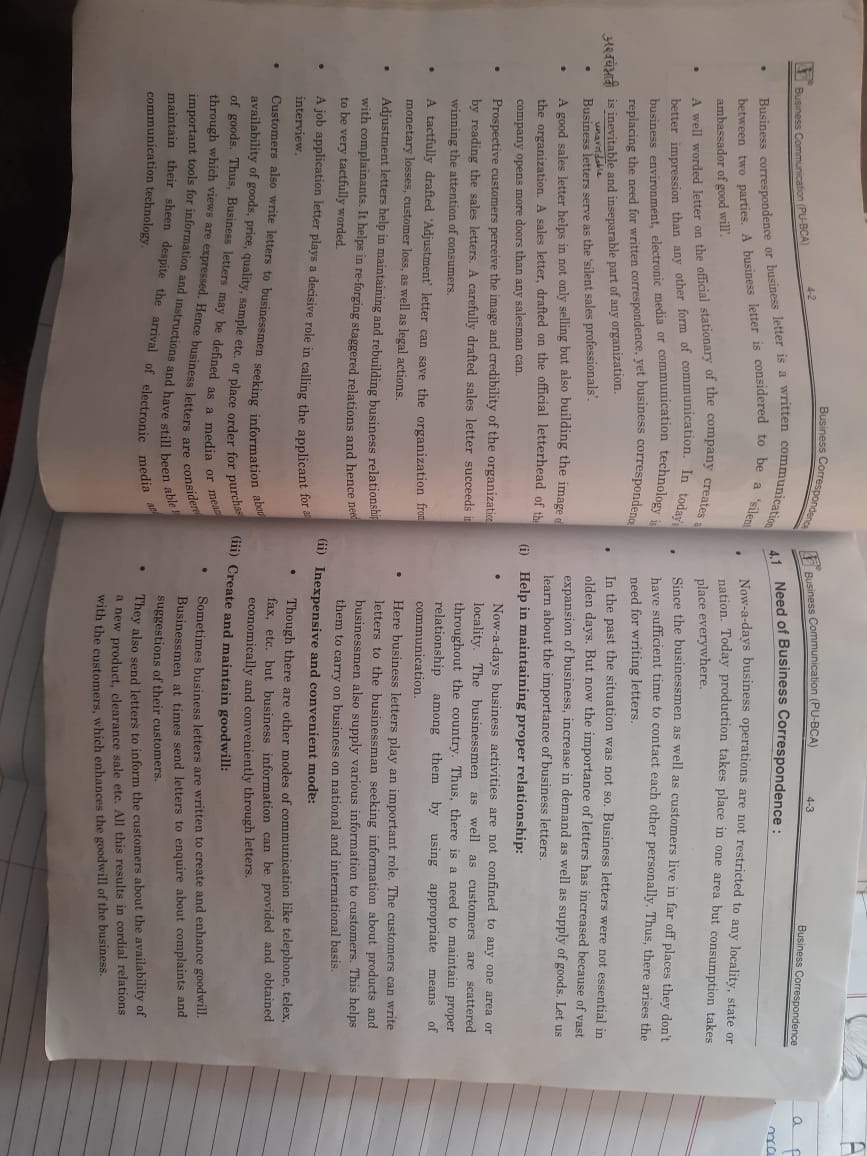 Business Communication (PU-BCA)
4-2
Business Correspondence
• Business correspondence or business letter is a written communication
between two parties. A business letter is considered to be a 'silent
ambassador of good will'.
• A well worded letter on the official stationary of the company creates a
better impression than any other form of communication. In today's
business environment, electronic media or communication technology is
replacing the need for written correspondence, yet business correspondence
is inevitable and inseparable part of any organization.
unavoidable
• Business letters serve as the 'silent sales professionals'.
• A good sales letter helps in not only selling but also building the image of
the organization. A sales letter, drafted on the official letterhead of the
company opens more doors than any salesman can.
• Prospective customers perceive the image and credibility of the organization
by reading the sales letters. A carefully drafted sales letter succeeds in
winning the attention of consumers.
• A tactfully drafted 'Adjustment' letter can save the organization from
monetary losses, customer loss, as well as legal actions.
• Adjustment letters help in maintaining and rebuilding business relationship
with complainants. It helps in re-forging staggered relations and hence need
to be very tactfully worded.
• A job application letter plays a decisive role in calling the applicant for an
interview.
• Customers also write letters to businessmen seeking information about
availability of goods, price, quality, sample etc. or place order for purchase
of goods. Thus, Business letters may be defined as a media or means
through which views are expressed. Hence business letters are considered
important tools for information and instructions and have still been able to
maintain their sheen despite the arrival of electronic media and
communication technology.
Business Communication (PU-BCA)
4-3
Business Correspondence
4.1 Need of Business Correspondence :
• Now-a-days business operations are not restricted to any locality, state or
nation. Today production takes place in one area but consumption takes
place everywhere.
• Since the businessmen as well as customers live in far off places they don't
have sufficient time to contact each other personally. Thus, there arises the
need for writing letters.
• In the past the situation was not so. Business letters were not essential in
olden days. But now the importance of letters has increased because of vast
expansion of business, increase in demand as well as supply of goods. Let us
learn about the importance of business letters.
(i) Help in maintaining proper relationship:
• Now-a-days business activities are not confined to any one area or
locality. The businessmen as well as customers are scattered
throughout the country. Thus, there is a need to maintain proper
relationship among them by using appropriate means of
communication.
• Here business letters play an important role. The customers can write
letters to the businessman seeking information about products and
businessmen also supply various information to customers. This helps
them to carry on business on national and international basis.
(ii) Inexpensive and convenient mode:
• Though there are other modes of communication like telephone, telex,
fax, etc. but business information can be provided and obtained
economically and conveniently through letters.
(iii) Create and maintain goodwill:
• Sometimes business letters are written to create and enhance goodwill.
Businessmen at times send letters to enquire about complaints and
suggestions of their customers.
• They also send letters to inform the customers about the availability of
a new product, clearance sale etc. All this results in cordial relations
with the customers, which enhances the goodwill of the business.